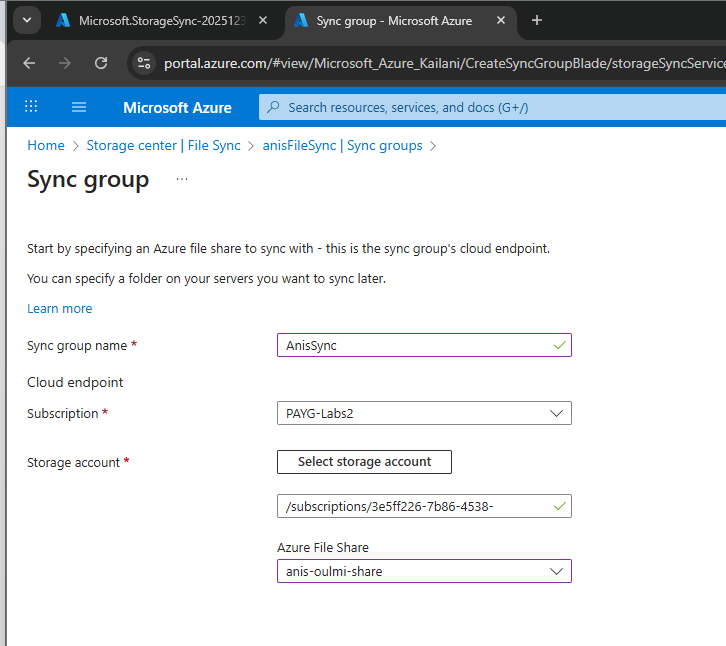 Microsoft.StorageSync-2025123
Sync group - Microsoft Azure
portal.azure.com/#view/Microsoft_Azure_Kailani/CreateSyncGroupBlade/storageSyncService
Microsoft Azure
Search resources, services, and docs (G+/)
Home > Storage center | File Sync > anisFileSync | Sync groups >
Sync group ...
Start by specifying an Azure file share to sync with - this is the sync group's cloud endpoint.
You can specify a folder on your servers you want to sync later.
Learn more
Sync group name * AnisSync
Cloud endpoint
Subscription * PAYG-Labs2
Storage account * Select storage account
/subscriptions/3e5ff226-7b86-4538-
Azure File Share
anis-oulmi-share